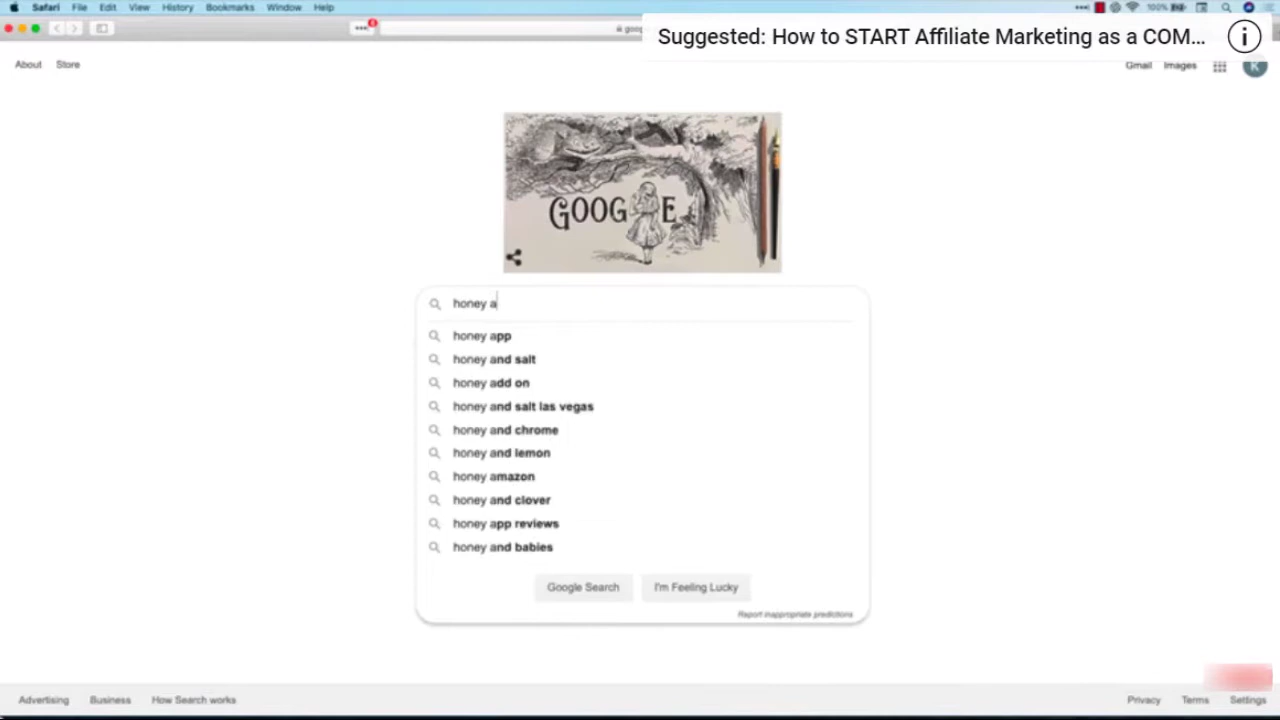 Safari File Edit View History Bookmarks Window Help
100%
Suggested: How to START Affiliate Marketing as a COM...
About Store
Gmail Images
K
GOOG E
honey a
honey app
honey and salt
honey add on
honey and salt las vegas
honey and chrome
honey and lemon
honey amazon
honey and clover
honey app reviews
honey and babies
Google Search I'm Feeling Lucky
Report inappropriate predictions
Advertising Business How Search works
Privacy Terms Settings